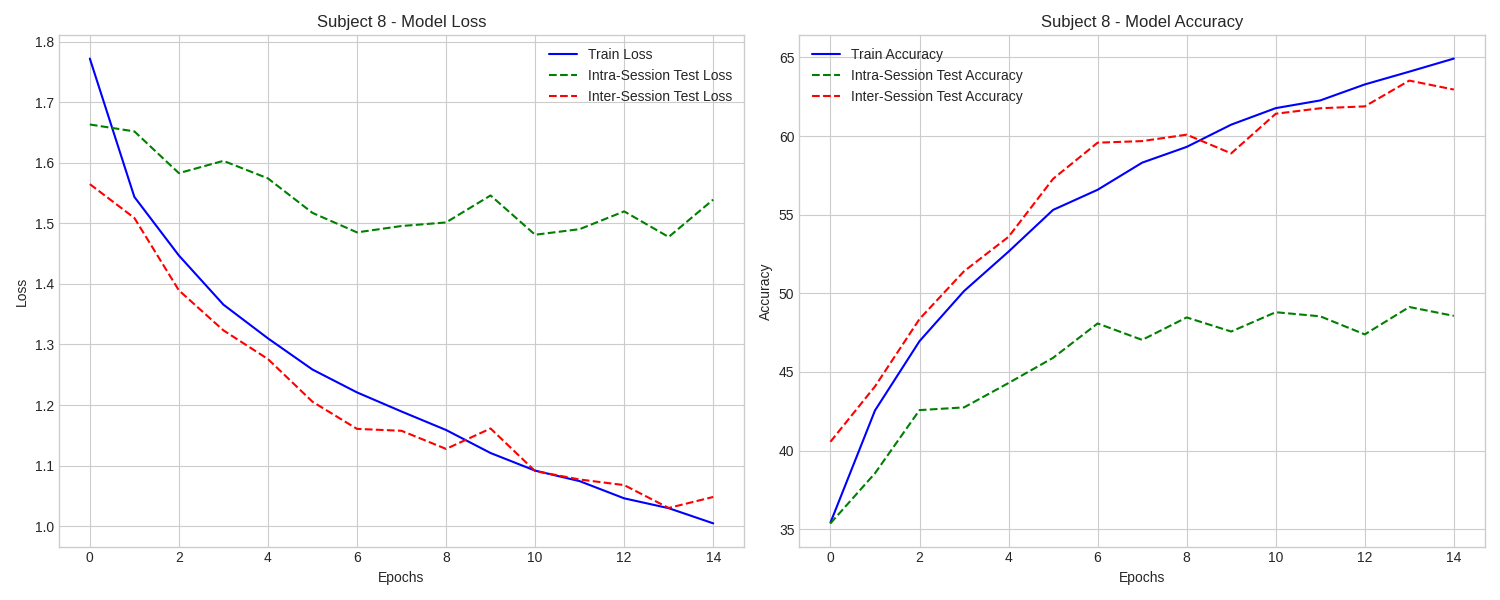 Subject 8 - Model Loss
Train Loss
Intra-Session Test Loss
Inter-Session Test Loss
Loss
1.8
1.7
1.6
1.5
1.4
1.3
1.2
1.1
1.0
0 2 4 6 8 10 12 14
Epochs
Subject 8 - Model Accuracy
Train Accuracy
Intra-Session Test Accuracy
Inter-Session Test Accuracy
Accuracy
65
60
55
50
45
40
35
0 2 4 6 8 10 12 14
Epochs